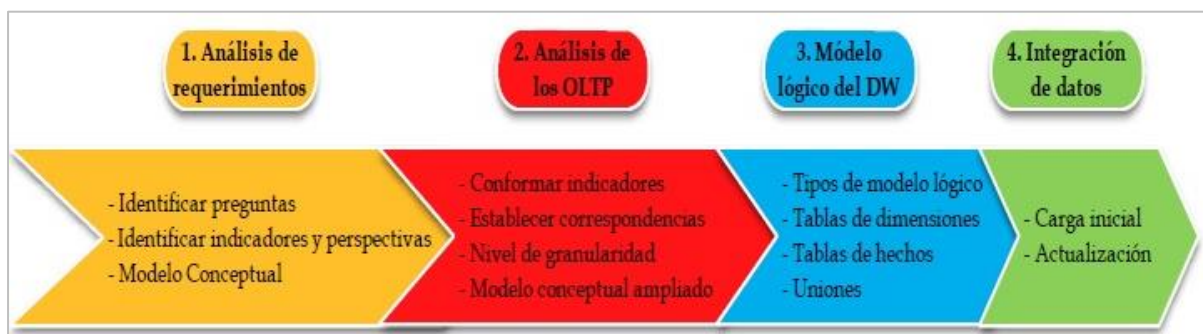 1. Análisis de
requerimientos
2. Análisis de
los OLTP
3. Módelo
lógico del DW
4. Integración
de datos
- Identificar preguntas
- Identificar indicadores y perspectivas
- Modelo Conceptual
- Conformar indicadores
- Establecer correspondencias
- Nivel de granularidad
- Modelo conceptual ampliado
- Tipos de modelo lógico
- Tablas de dimensiones
- Tablas de hechos
- Uniones
- Carga inicial
- Actualización